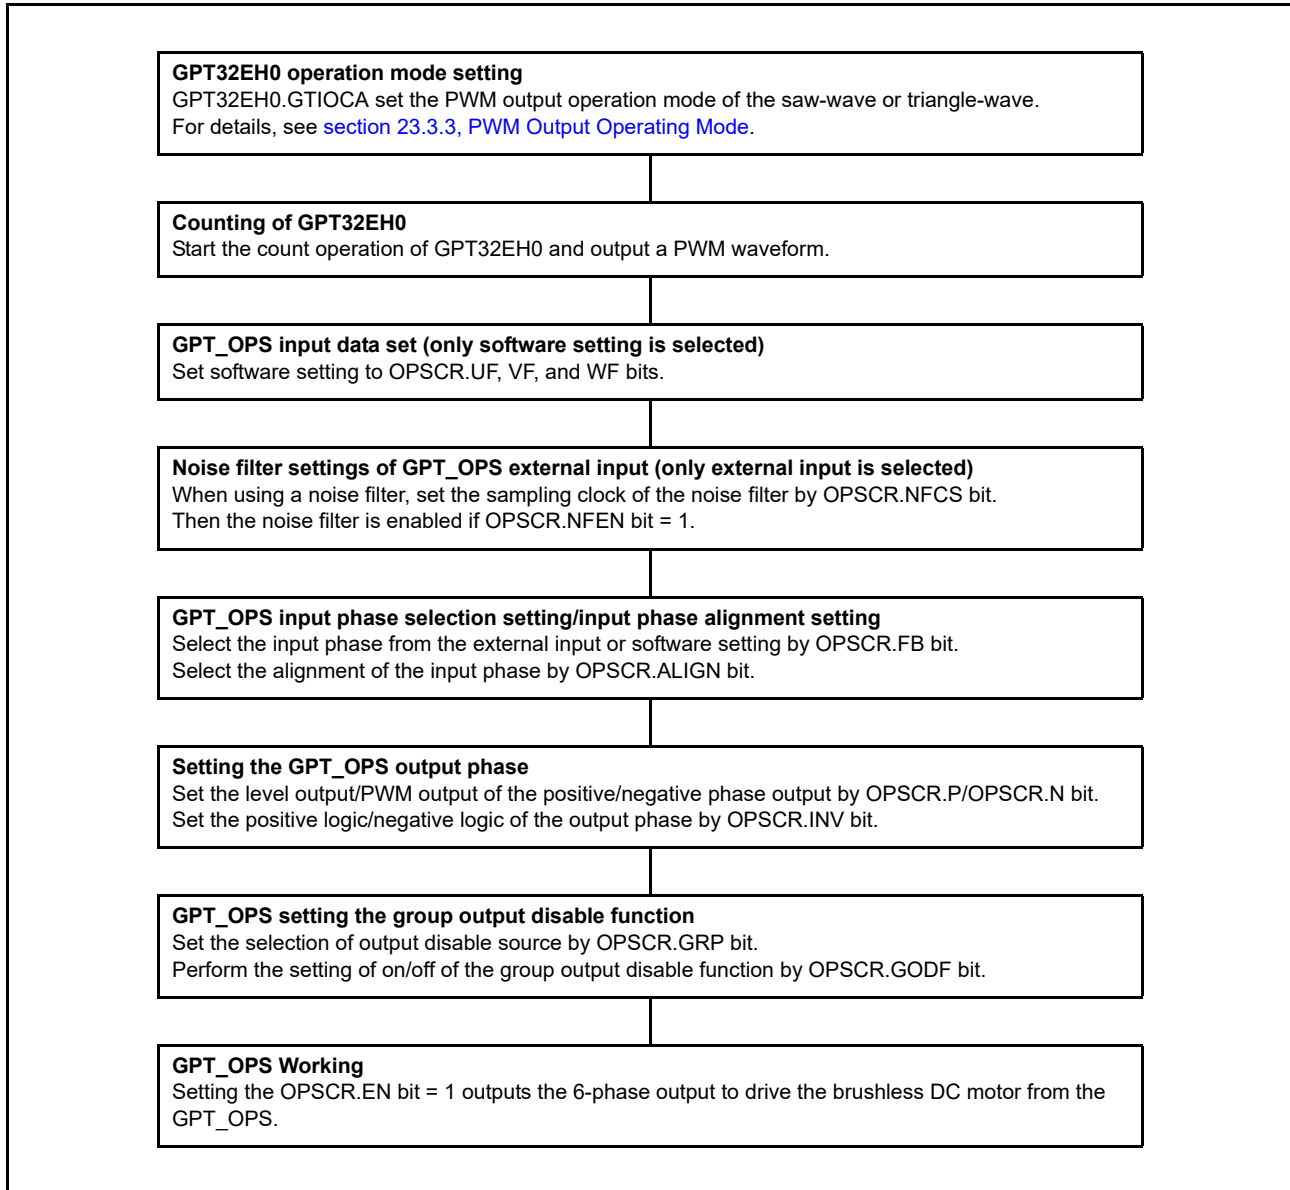 GPT32EH0 operation mode setting
GPT32EH0.GTIOCA set the PWM output operation mode of the saw-wave or triangle-wave.
For details, see section 23.3.3, PWM Output Operating Mode.
Counting of GPT32EH0
Start the count operation of GPT32EH0 and output a PWM waveform.
GPT_OPS input data set (only software setting is selected)
Set software setting to OPSCR.UF, VF, and WF bits.
Noise filter settings of GPT_OPS external input (only external input is selected)
When using a noise filter, set the sampling clock of the noise filter by OPSCR.NFCS bit.
Then the noise filter is enabled if OPSCR.NFEN bit = 1.
GPT_OPS input phase selection setting/input phase alignment setting
Select the input phase from the external input or software setting by OPSCR.FB bit.
Select the alignment of the input phase by OPSCR.ALIGN bit.
Setting the GPT_OPS output phase
Set the level output/PWM output of the positive/negative phase output by OPSCR.P/OPSCR.N bit.
Set the positive logic/negative logic of the output phase by OPSCR.INV bit.
GPT_OPS setting the group output disable function
Set the selection of output disable source by OPSCR.GRP bit.
Perform the setting of on/off of the group output disable function by OPSCR.GODF bit.
GPT_OPS Working
Setting the OPSCR.EN bit = 1 outputs the 6-phase output to drive the brushless DC motor from the
GPT_OPS.